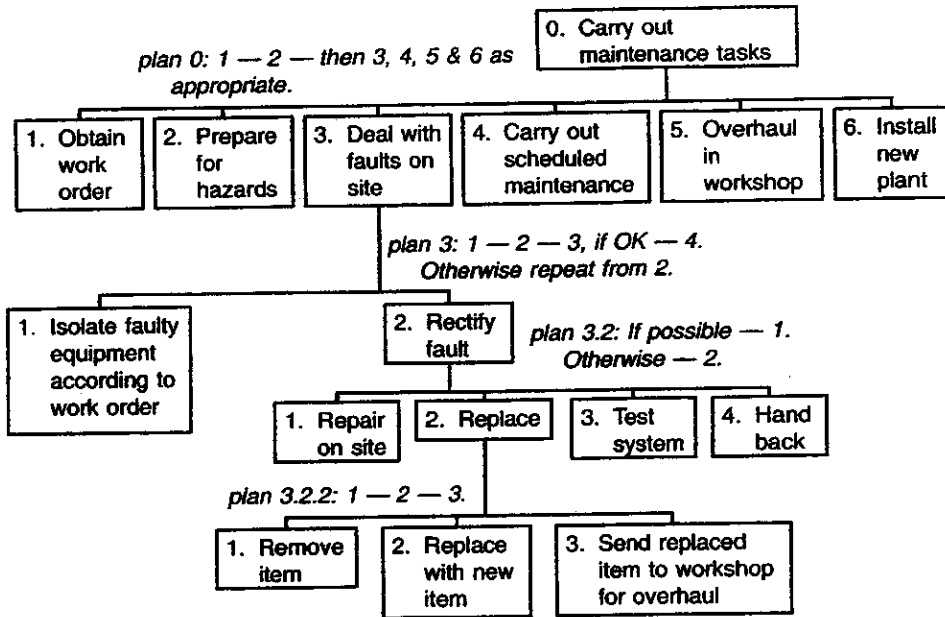 0. Carry out
maintenance tasks
plan 0: 1 — 2 — then 3, 4, 5 & 6 as
appropriate.
1. Obtain
work
order
2. Prepare
for
hazards
3. Deal with
faults on
site
4. Carry out
scheduled
maintenance
5. Overhaul
in
workshop
6. Install
new
plant
plan 3: 1 — 2 — 3, if OK — 4.
Otherwise repeat from 2.
1. Isolate faulty
equipment
according to
work order
2. Rectify
fault
plan 3.2: If possible — 1.
Otherwise — 2.
1. Repair
on site
2. Replace
3. Test
system
4. Hand
back
plan 3.2.2: 1 — 2 — 3.
1. Remove
item
2. Replace
with new
item
3. Send replaced
item to workshop
for overhaul